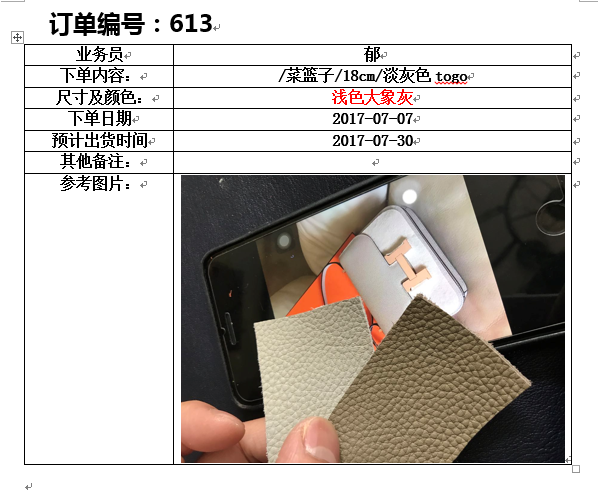 订单编号：613
业务员 郁
下单内容： /菜篮子/18cm/淡灰色 togo
尺寸及颜色： 浅色大象灰
下单日期 2017-07-07
预计出货时间 2017-07-30
其他备注：
参考图片：